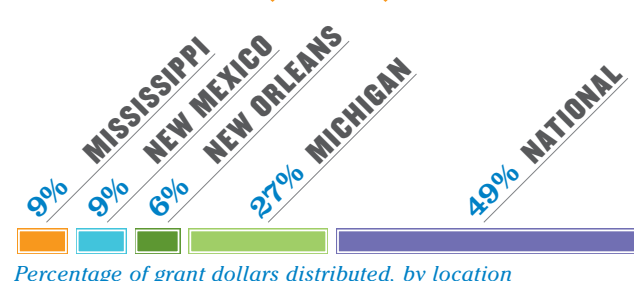 9% MISSISSIPPI
9% NEW MEXICO
6% NEW ORLEANS
27% MICHIGAN
49% NATIONAL
Percentage of grant dollars distributed, by location